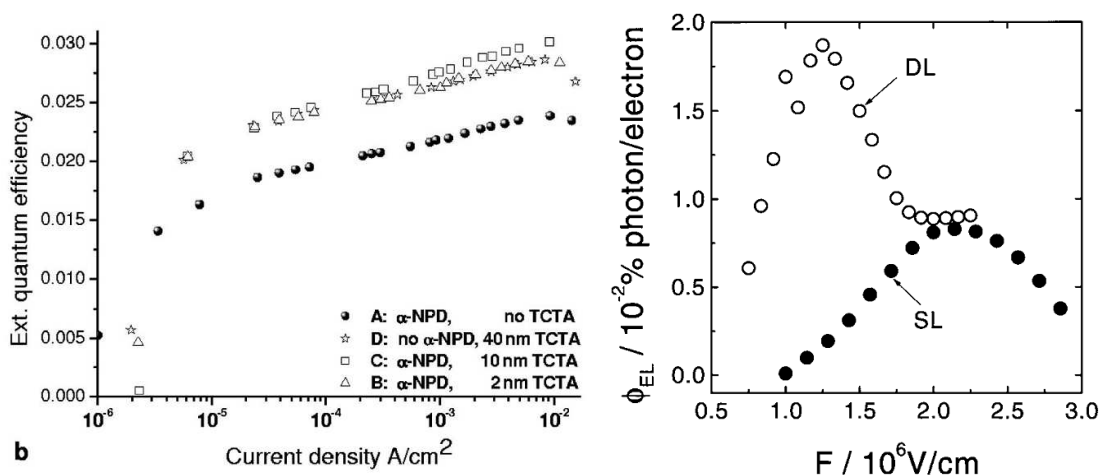 Ext. quantum efficiency
0.030
0.025
0.020
0.015
0.010
0.005
0.000
A: α-NPD, no TCTA
D: no α-NPD, 40 nm TCTA
C: α-NPD, 10 nm TCTA
B: α-NPD, 2 nm TCTA
10⁻⁶ 10⁻⁵ 10⁻⁴ 10⁻³ 10⁻²
b Current density A/cm²
ϕEL / 10⁻²% photon/electron
2.0
1.5
1.0
0.5
0.0
DL
SL
0.5 1.0 1.5 2.0 2.5 3.0
F / 10⁶V/cm